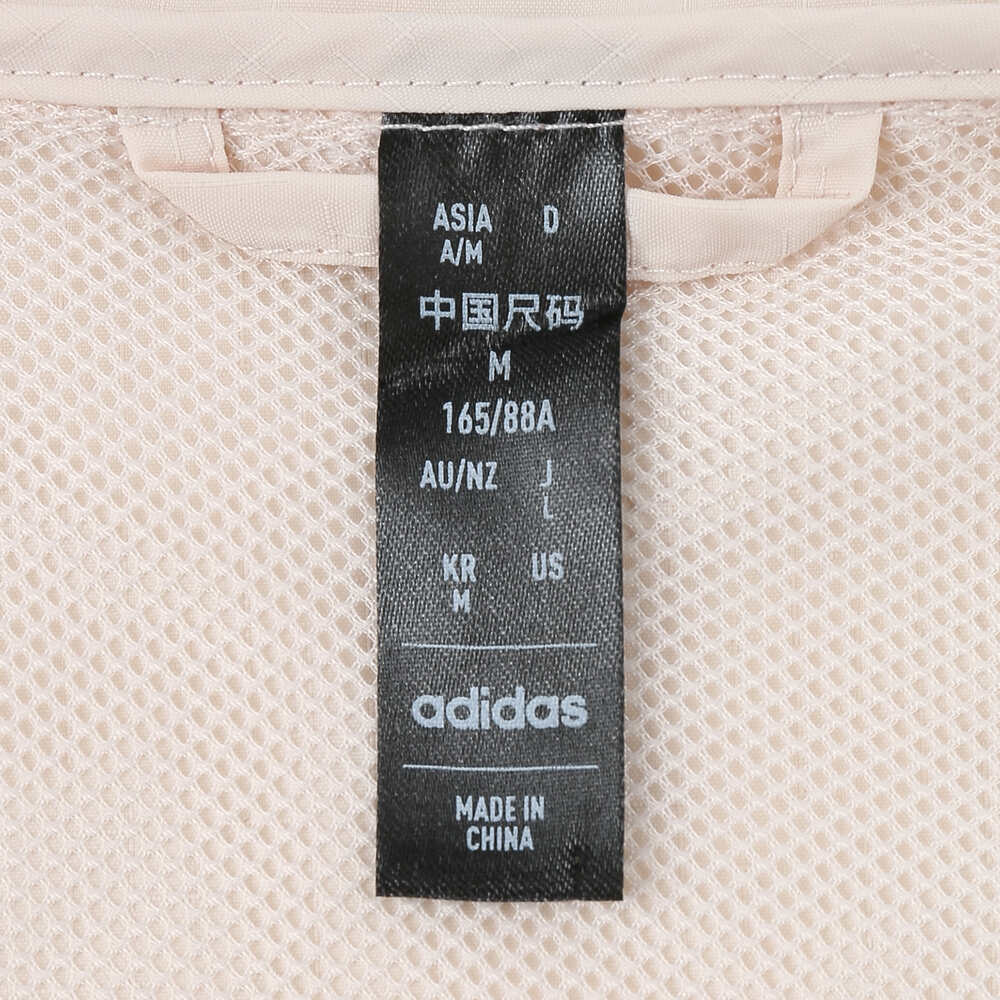 ASIA D
A/M
中国尺码
M
165/88A
AU/NZ J
L
KR US
M
adidas
MADE IN
CHINA